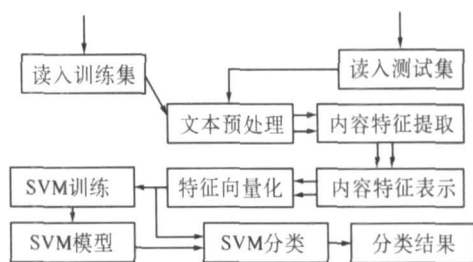 读入训练集
读入测试集
文本预处理
内容特征提取
SVM训练
特征向量化
内容特征表示
SVM模型
SVM分类
分类结果